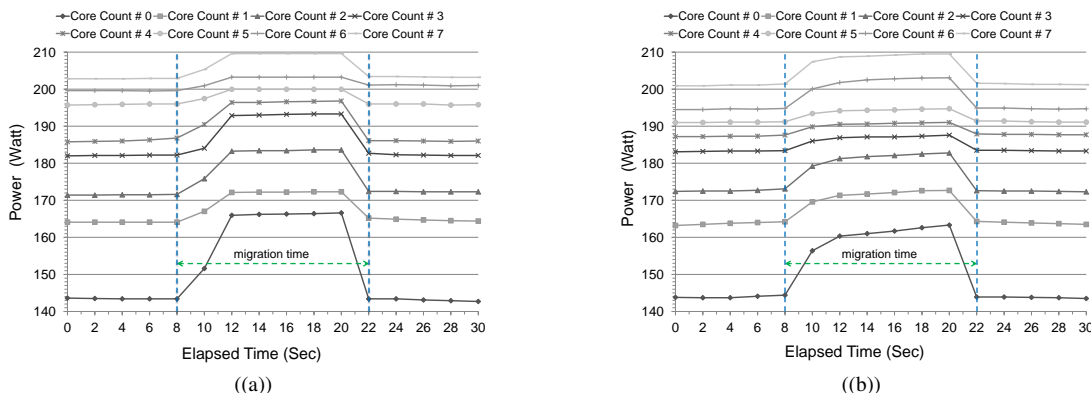 Core Count # 0 Core Count # 1 Core Count # 2 Core Count # 3
Core Count # 4 Core Count # 5 Core Count # 6 Core Count # 7
210
200
190
180
170
160
150
140
Power (Watt)
migration time
0 2 4 6 8 10 12 14 16 18 20 22 24 26 28 30
Elapsed Time (Sec)
((a))
Core Count # 0 Core Count # 1 Core Count # 2 Core Count # 3
Core Count # 4 Core Count # 5 Core Count # 6 Core Count # 7
210
200
190
180
170
160
150
140
Power (Watt)
migration time
0 2 4 6 8 10 12 14 16 18 20 22 24 26 28 30
Elapsed Time (Sec)
((b))